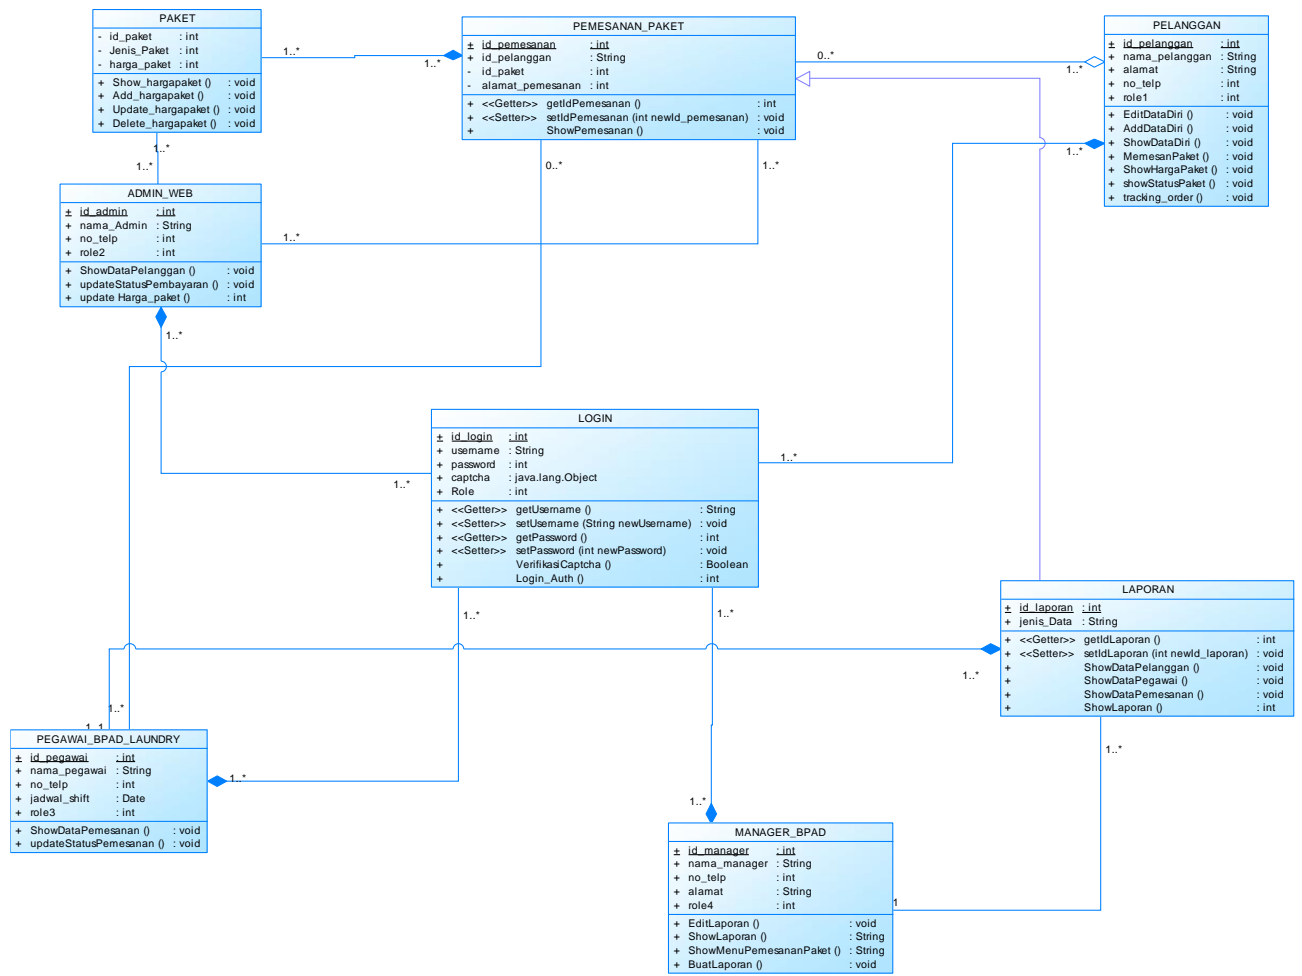 PAKET
- id_paket : int
- Jenis_Paket : int
- harga_paket : int
+ Show_hargapaket () : void
+ Add_hargapaket () : void
+ Update_hargapaket () : void
+ Delete_hargapaket () : void
1..*
1..*
PEMESANAN_PAKET
+ id_pemesanan : int
+ id_pelanggan : String
- id_paket : int
- alamat_pemesanan : int
+ <<Getter>> getIdPemesanan () : int
+ <<Setter>> setIdPemesanan (int newId_pemesanan) : void
+ ShowPemesanan () : void
0..*
1..*
PELANGGAN
+ id_pelanggan : int
+ nama_pelanggan : String
+ alamat : String
+ no_telp : int
+ role1 : int
+ EditDataDiri () : void
+ AddDataDiri () : void
+ ShowDataDiri () : void
+ MemesanPaket () : void
+ ShowHargaPaket () : void
+ showStatusPaket () : void
+ tracking_order () : void
1..*
1..*
1..*
0..*
1..*
ADMIN_WEB
+ id_admin : int
+ nama_Admin : String
+ no_telp : int
+ role2 : int
+ ShowDataPelanggan () : void
+ updateStatusPembayaran () : void
+ update Harga_paket () : int
1..*
1..*
LOGIN
+ id_login : int
+ username : String
+ password : int
+ captcha : java.lang.Object
+ Role : int
+ <<Getter>> getUsername () : String
+ <<Setter>> setUsername (String newUsername) : void
+ <<Getter>> getPassword () : int
+ <<Setter>> setPassword (int newPassword) : void
+ VerifikasiCaptcha () : Boolean
+ Login_Auth () : int
1..*
1..*
1..*
1..*
LAPORAN
+ id_laporan : int
+ jenis_Data : String
+ <<Getter>> getIdLaporan () : int
+ <<Setter>> setIdLaporan (int newId_laporan) : void
+ ShowDataPelanggan () : void
+ ShowDataPegawai () : void
+ ShowDataPemesanan () : void
+ ShowLaporan () : int
1..*
1..*
1..*
1..1
PEGAWAI_BPAD_LAUNDRY
+ id_pegawai : int
+ nama_pegawai : String
+ no_telp : int
+ jadwal_shift : Date
+ role3 : int
+ ShowDataPemesanan () : void
+ updateStatusPemesanan () : void
1..*
1..*
MANAGER_BPAD
+ id_manager : int
+ nama_manager : String
+ no_telp : int
+ alamat : String
+ role4 : int
+ EditLaporan () : void
+ ShowLaporan () : String
+ ShowMenuPemesananPaket () : String
+ BuatLaporan () : void
1